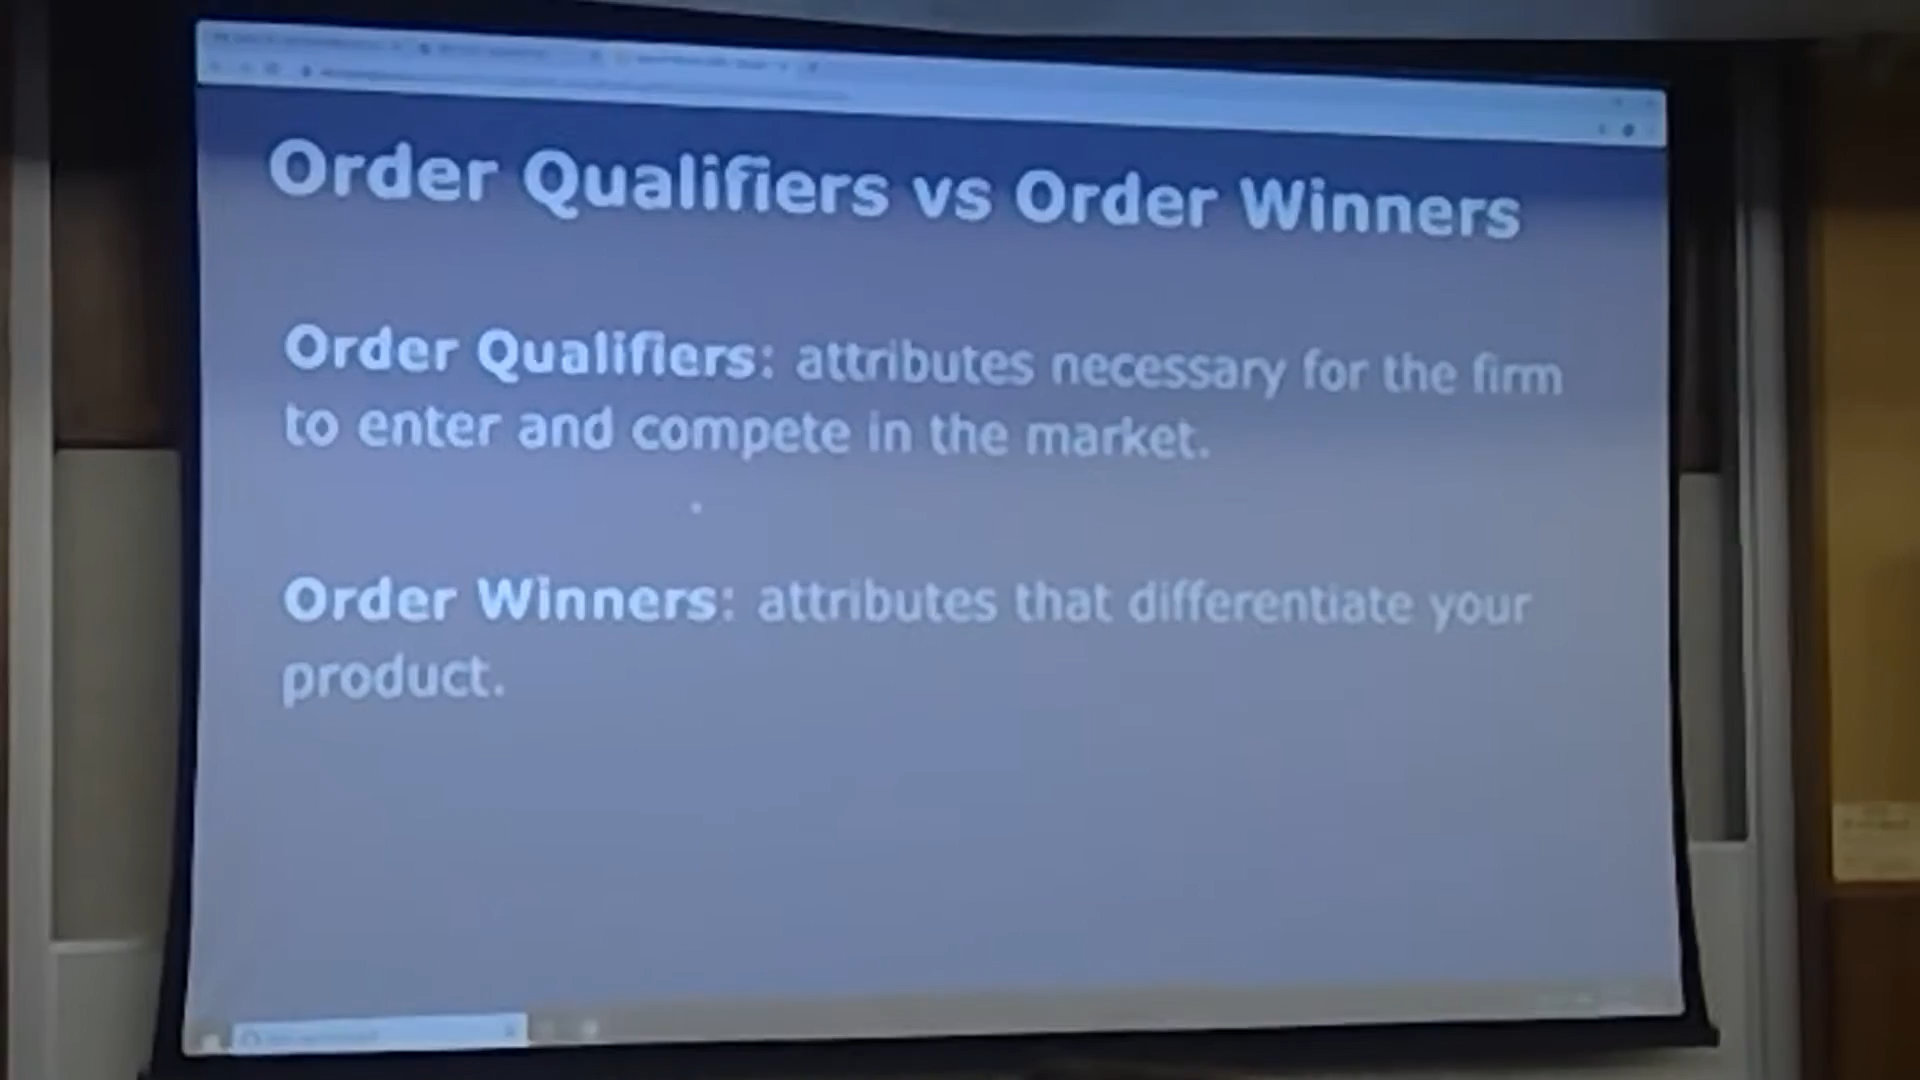 Order Qualifiers vs Order Winners
Order Qualifiers: attributes necessary for the firm
to enter and compete in the market.
Order Winners: attributes that differentiate your
product.